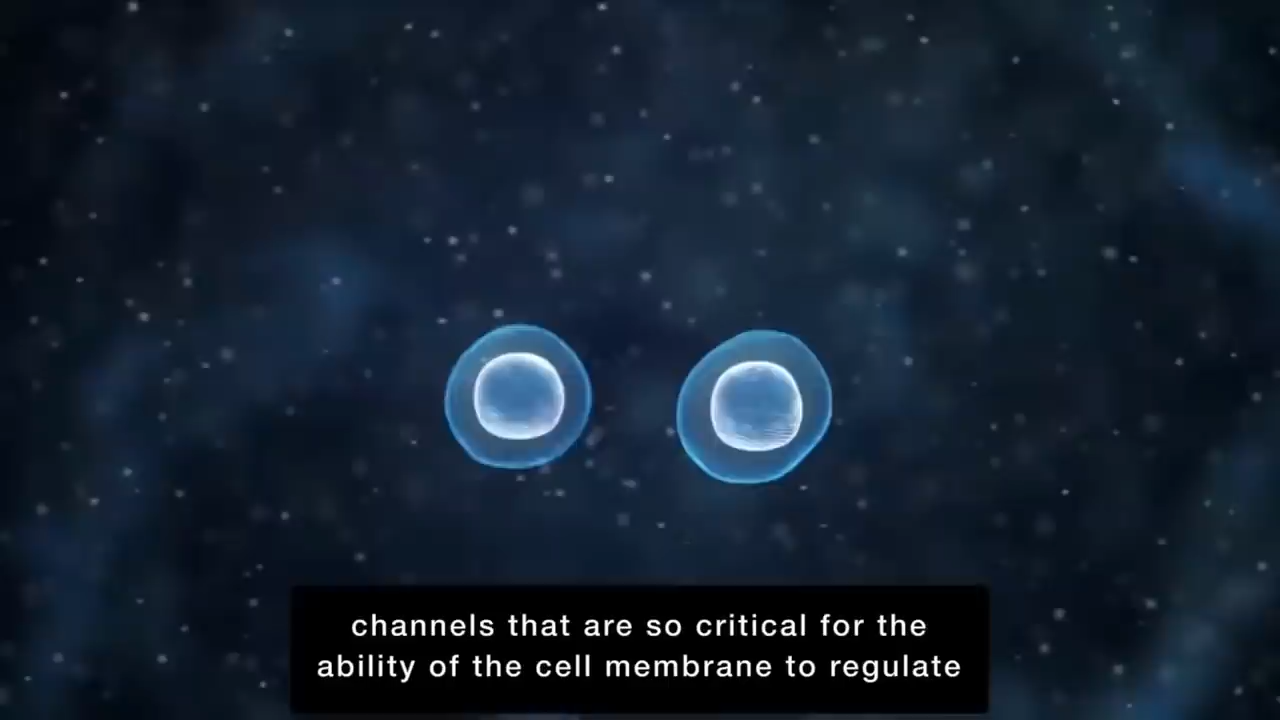 channels that are so critical for the
ability of the cell membrane to regulate